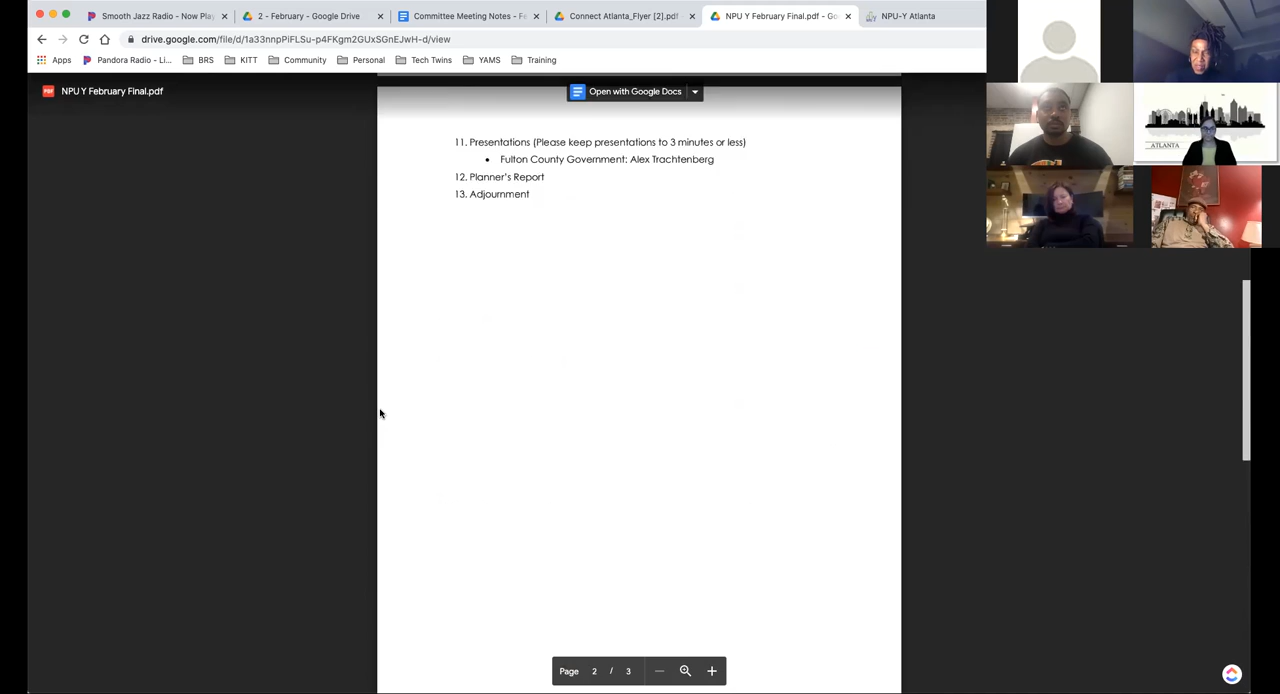 Smooth Jazz Radio - Now Pla
2 - February - Google Drive
Committee Meeting Notes - Fe
Connect Atlanta_Flyer [2].pdf -
NPU Y February Final.pdf - Go
NPU-Y Atlanta
drive.google.com/file/d/1a33nnpPiFLSu-p4FKgm2GUxSGnEJwH-d/view
Apps
Pandora Radio - Li...
BRS
KITT
Community
Personal
Tech Twins
YAMS
Training
PDF
NPU Y February Final.pdf
Open with Google Docs
11. Presentations (Please keep presentations to 3 minutes or less)
• Fulton County Government: Alex Trachtenberg
12. Planner's Report
13. Adjournment
ATLANTA
Page 2 / 3